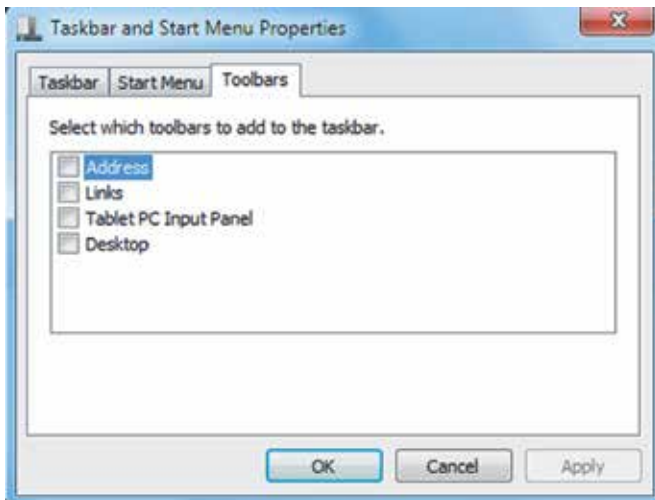 Taskbar and Start Menu Properties
Taskbar Start Menu Toolbars
Select which toolbars to add to the taskbar.
Address
Links
Tablet PC Input Panel
Desktop
OK Cancel Apply